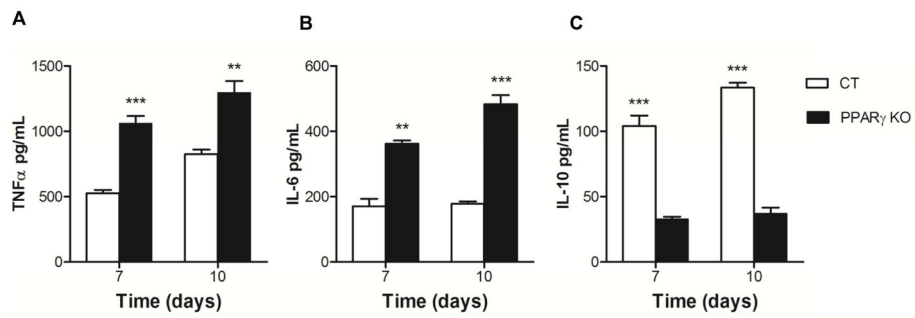 A
TNFα pg/mL
1500
1000
500
0
***
**
7
10
Time (days)
B
IL-6 pg/mL
600
400
200
0
**
***
7
10
Time (days)
C
IL-10 pg/mL
150
100
50
0
***
***
7
10
Time (days)
CT
PPARγ KO